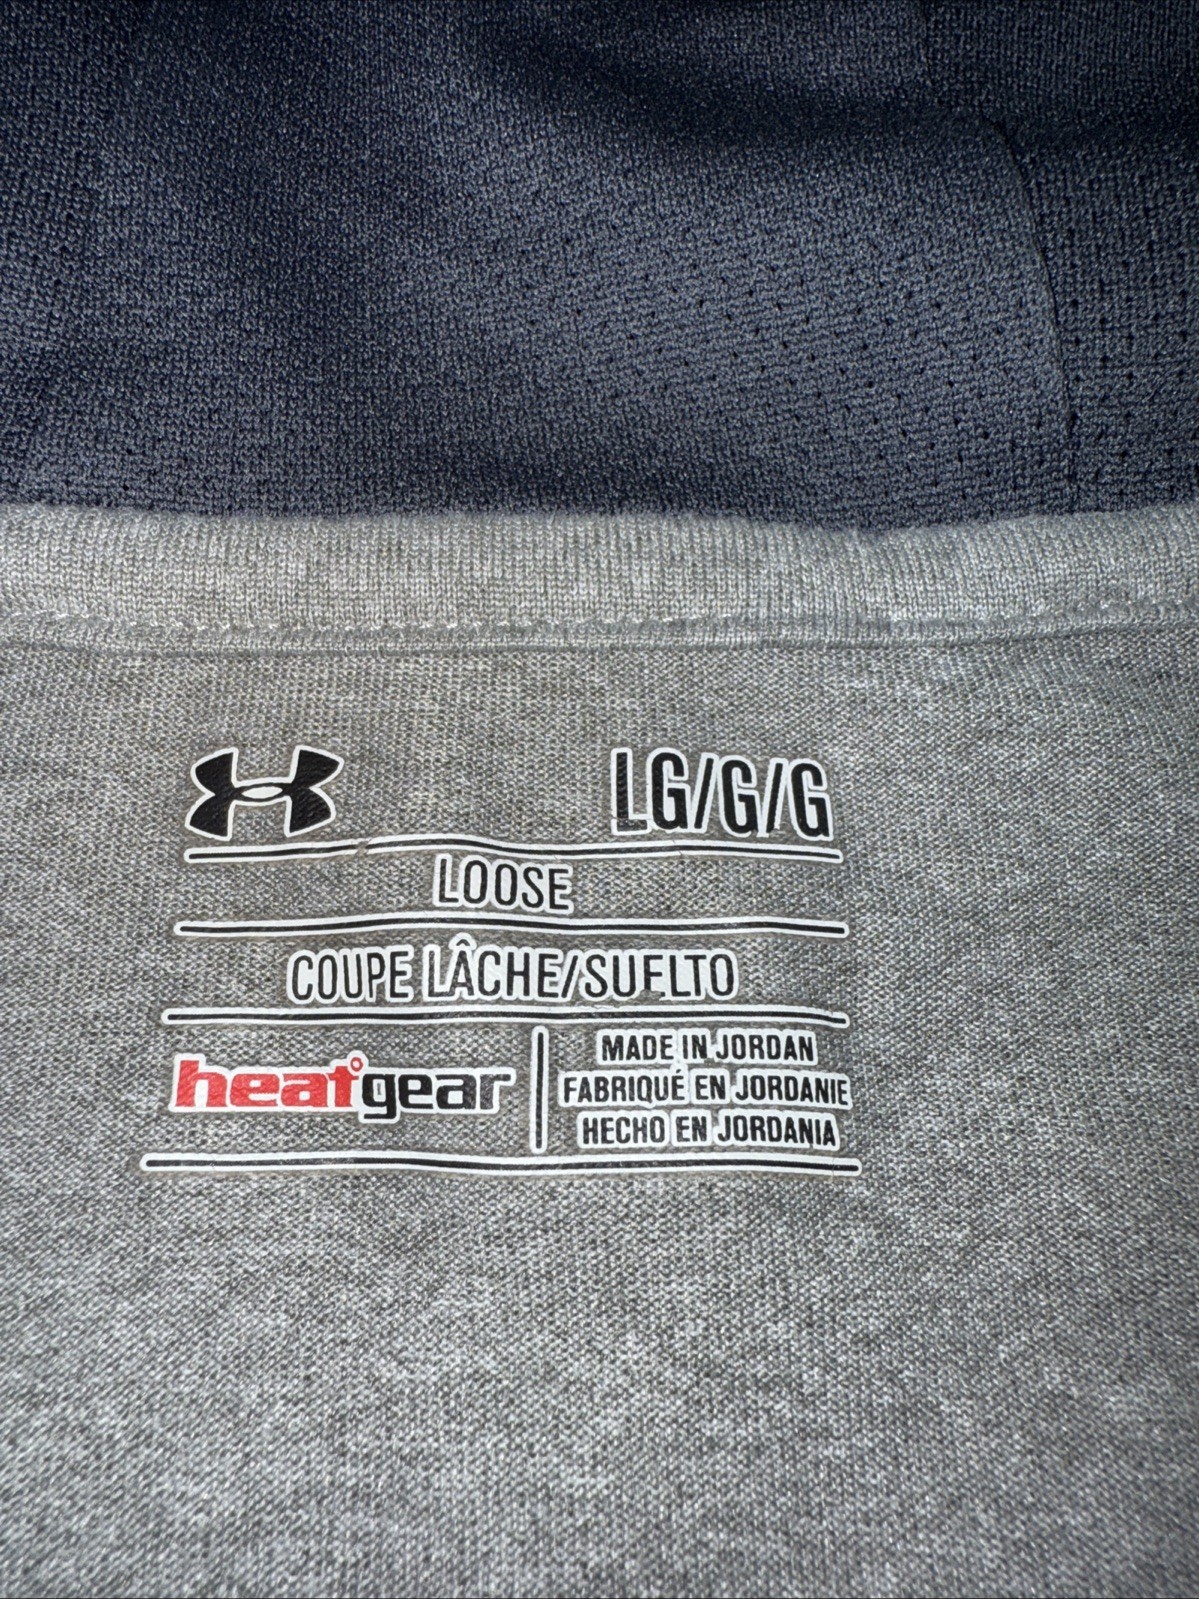 LG/G/G
LOOSE
COUPE LÂCHE/SUELTO
heatgear
MADE IN JORDAN
FABRIQUÉ EN JORDANIE
HECHO EN JORDANIA